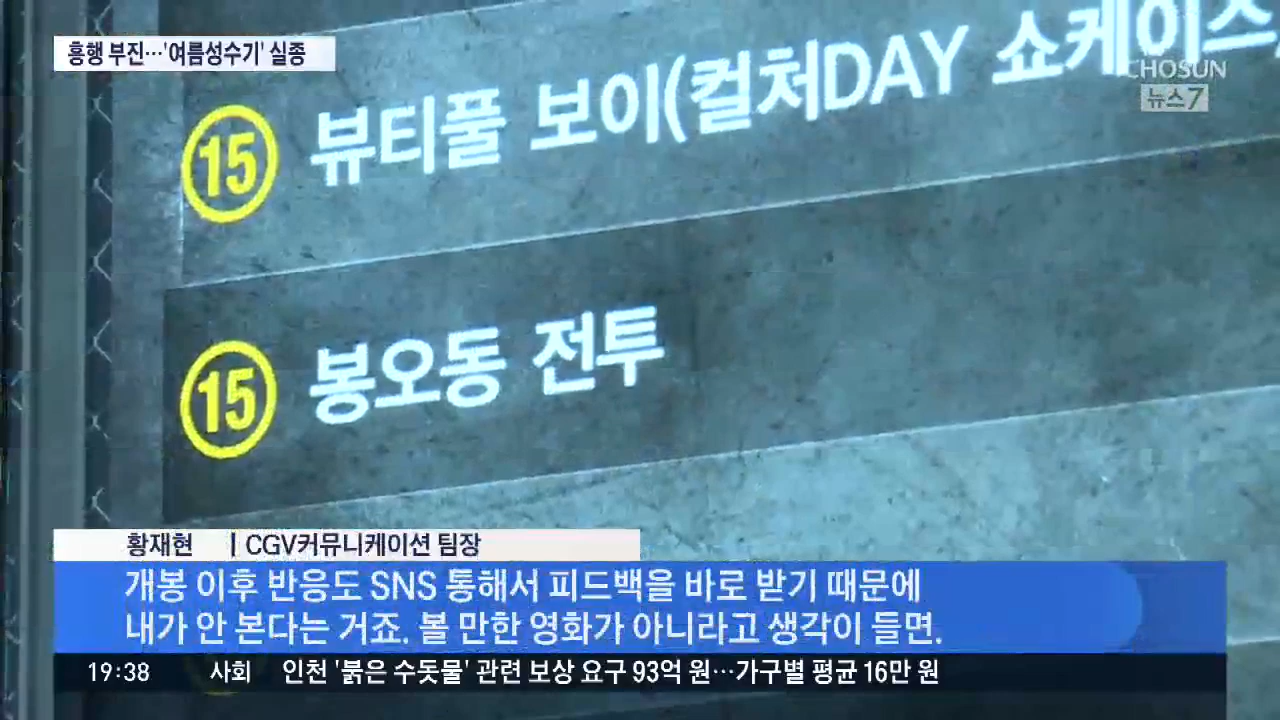 흥행 부진…'여름성수기' 실종
CHOSUN
뉴스7
15 뷰티풀 보이(컬처DAY 쇼케이스
15 봉오동 전투
황재현 | CGV커뮤니케이션 팀장
개봉 이후 반응도 SNS 통해서 피드백을 바로 받기 때문에
내가 안 본다는 거죠. 볼 만한 영화가 아니라고 생각이 들면.
19:38 사회 인천 '붉은 수돗물' 관련 보상 요구 93억 원…가구별 평균 16만 원